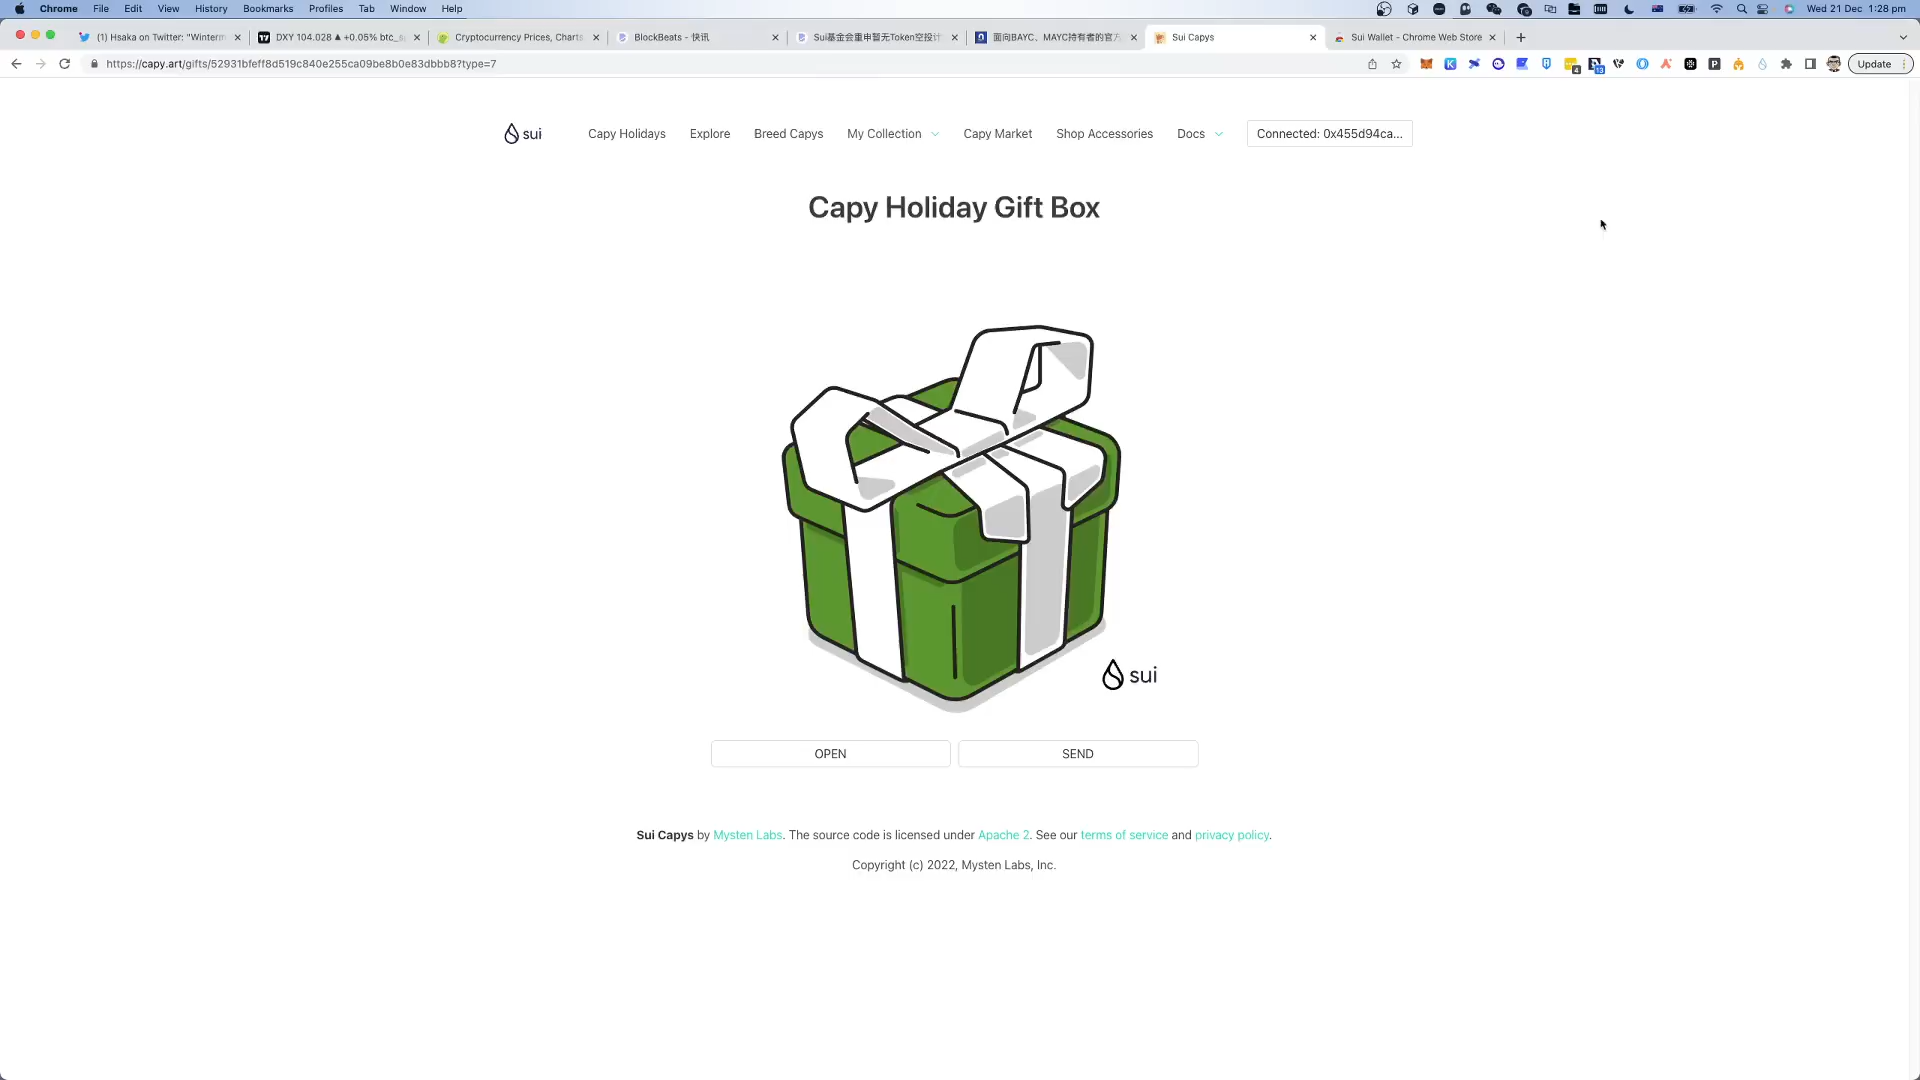 Chrome File Edit View History Bookmarks Profiles Tab Window Help Wed 21 Dec 1:28 pm
(1) Hsaka on Twitter: "Winterm DXY 104.028 ▲ +0.05% btc_ Cryptocurrency Prices, Charts BlockBeats - 快讯 Sui基金会重申暂无Token空投计 面向BAYC、MAYC持有者的官方 Sui Capys Sui Wallet - Chrome Web Store
https://capy.art/gifts/52931bfeff8d519c840e255ca09be8b0e83dbbb8?type=7 Update
sui Capy Holidays Explore Breed Capys My Collection Capy Market Shop Accessories Docs Connected: 0x455d94ca...
Capy Holiday Gift Box
sui
OPEN SEND
Sui Capys by Mysten Labs. The source code is licensed under Apache 2. See our terms of service and privacy policy.
Copyright (c) 2022, Mysten Labs, Inc.